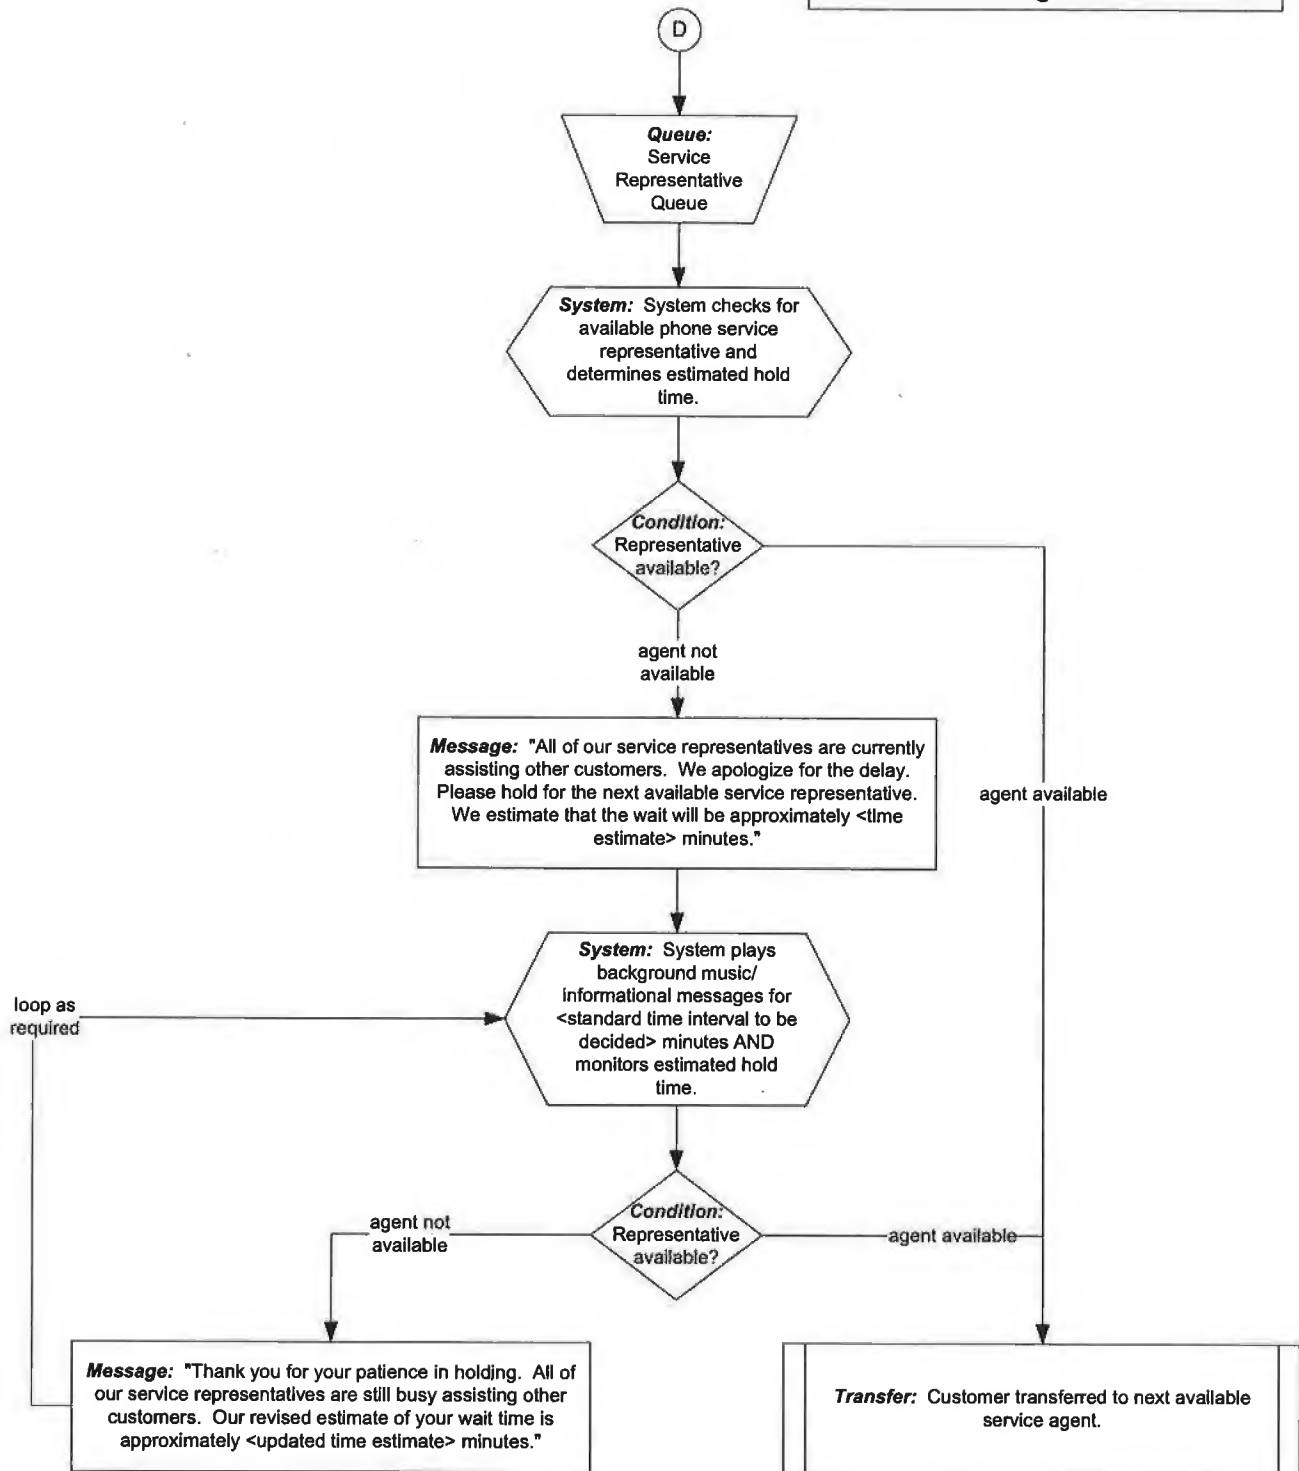 D
Queue:
Service
Representative
Queue
System: System checks for
available phone service
representative and
determines estimated hold
time.
Condition:
Representative
available?
agent not
available
Message: "All of our service representatives are currently
assisting other customers. We apologize for the delay.
Please hold for the next available service representative.
We estimate that the wait will be approximately <time
estimate> minutes."
agent available
System: System plays
background music/
informational messages for
<standard time interval to be
decided> minutes AND
monitors estimated hold
time.
loop as
required
Condition:
Representative
available?
agent not
available
agent available
Message: "Thank you for your patience in holding. All of
our service representatives are still busy assisting other
customers. Our revised estimate of your wait time is
approximately <updated time estimate> minutes."
Transfer: Customer transferred to next available
service agent.